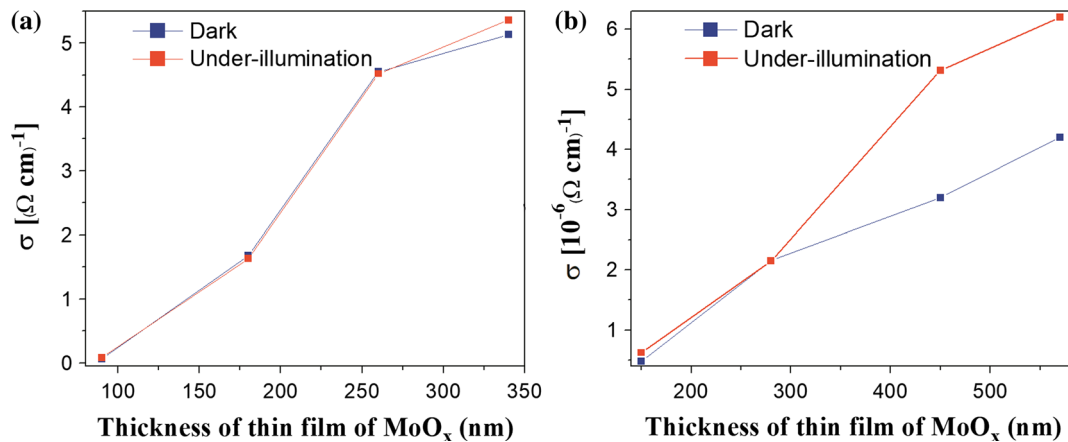 (a)
Dark
Under-illumination
σ [(Ω cm)⁻¹
5
4
3
2
1
0
100
150
200
250
300
350
Thickness of thin film of MoOₓ (nm)
(b)
Dark
Under-illumination
σ [10⁻⁶(Ω cm)⁻¹
6
5
4
3
2
1
200
300
400
500
Thickness of thin film of MoOₓ (nm)